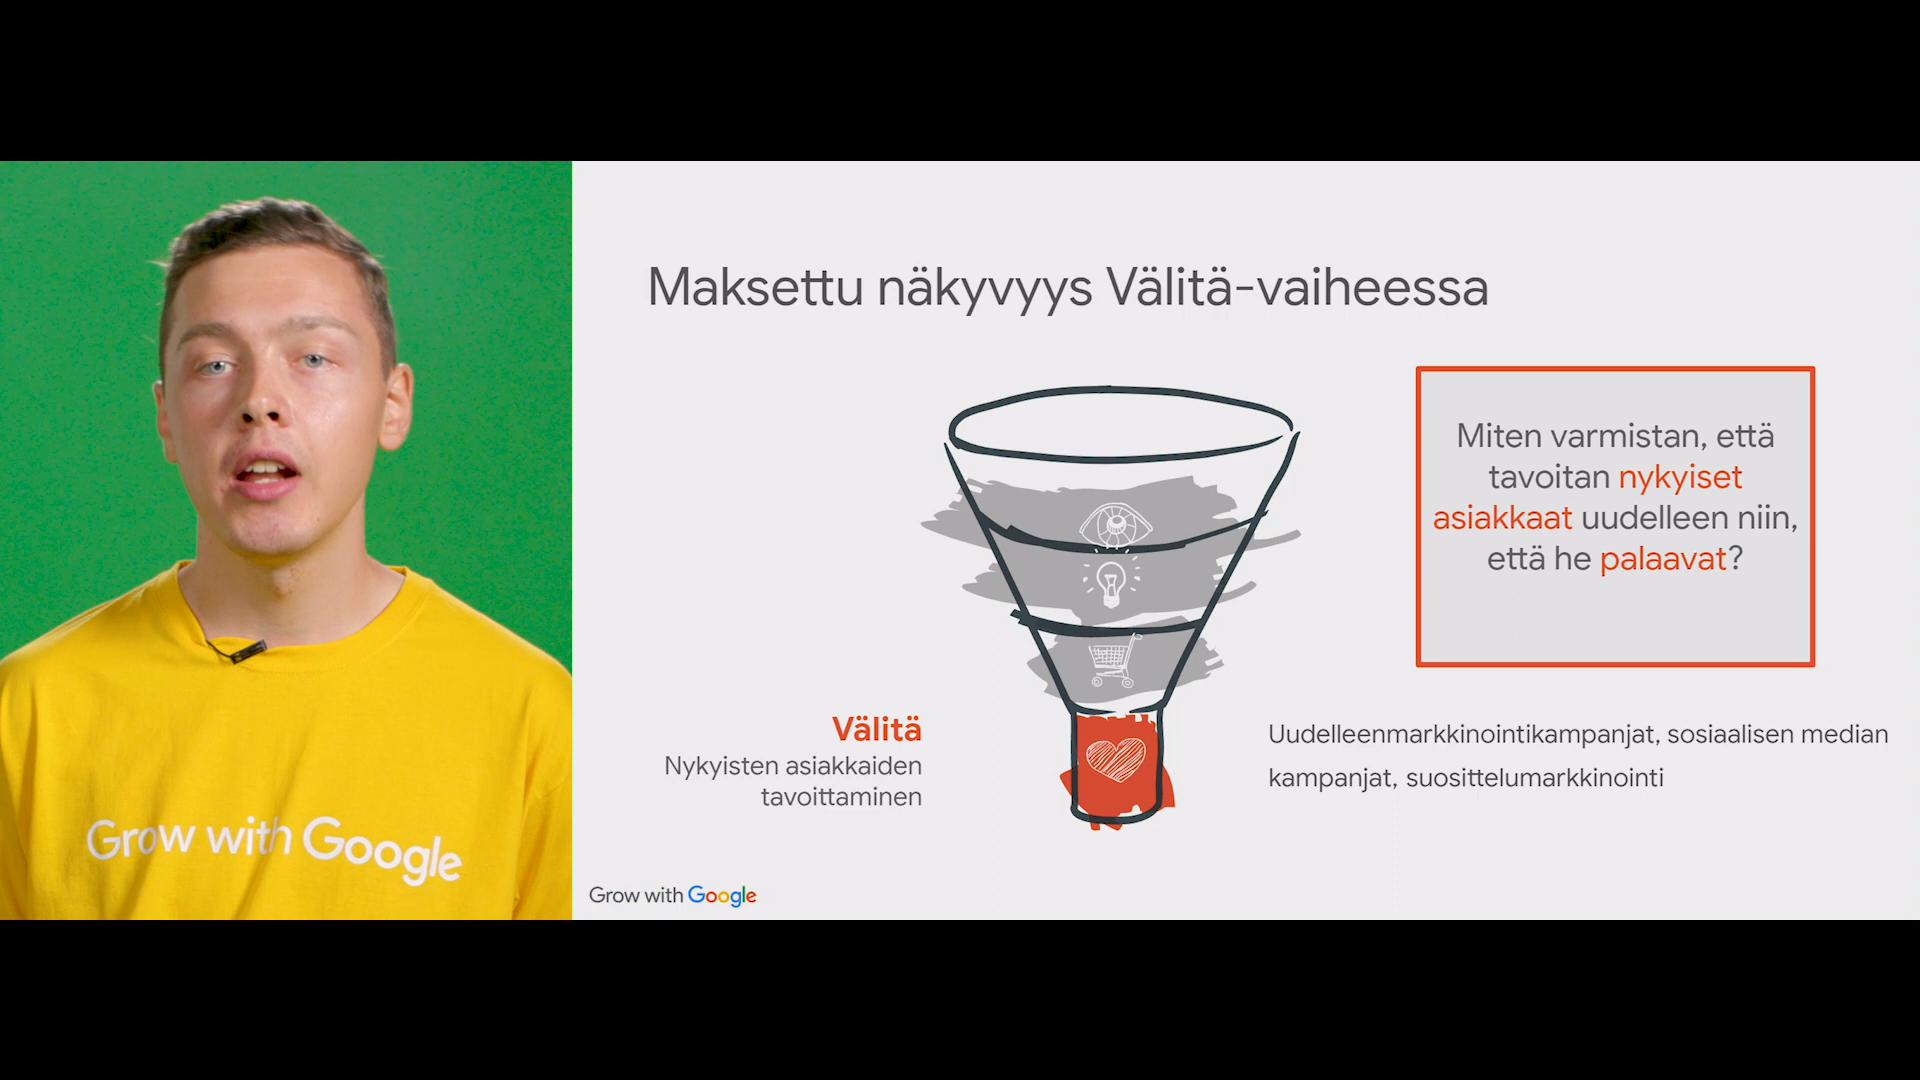 Maksettu näkyvyys Välitä-vaiheessa
Miten varmistan, että
tavoitan nykyiset
asiakkaat uudelleen niin,
että he palaavat?
Välitä
Nykyisten asiakkaiden
tavoittaminen
Uudelleenmarkkinointikampanjat, sosiaalisen median
kampanjat, suosittelumarkkinointi
Grow with Google
Grow with Google